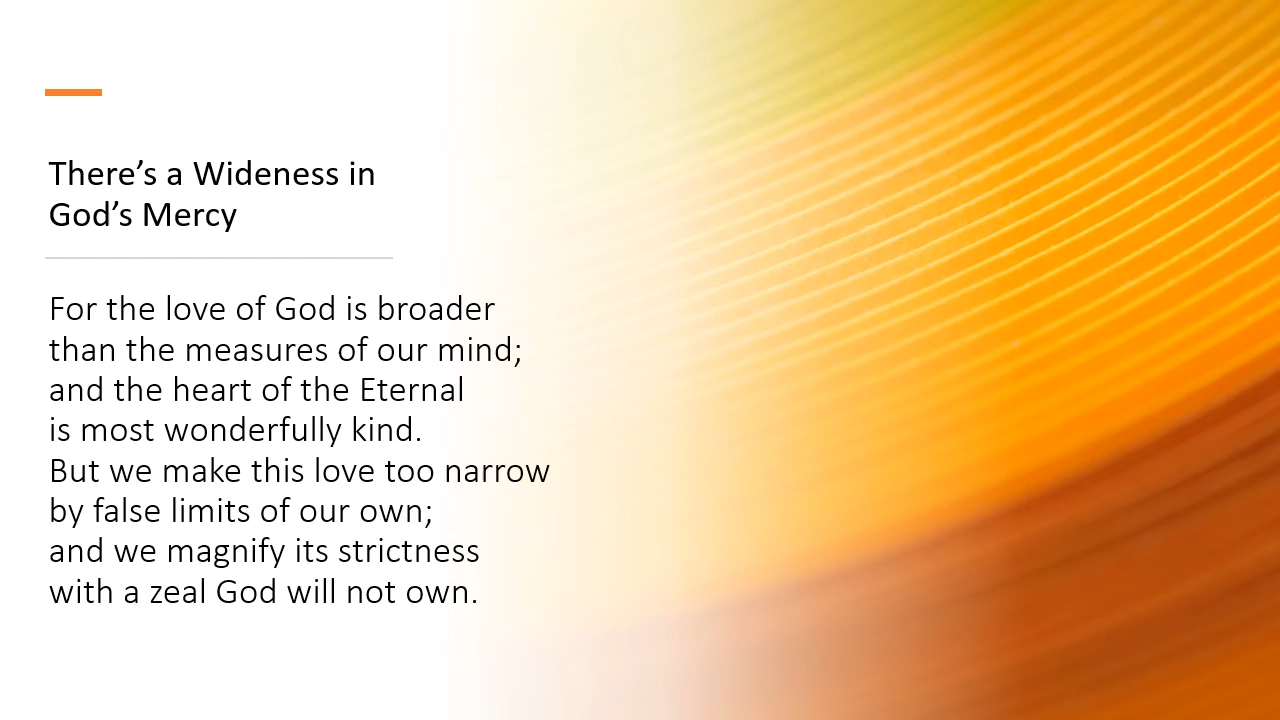 There’s a Wideness in
God’s Mercy
For the love of God is broader
than the measures of our mind;
and the heart of the Eternal
is most wonderfully kind.
But we make this love too narrow
by false limits of our own;
and we magnify its strictness
with a zeal God will not own.